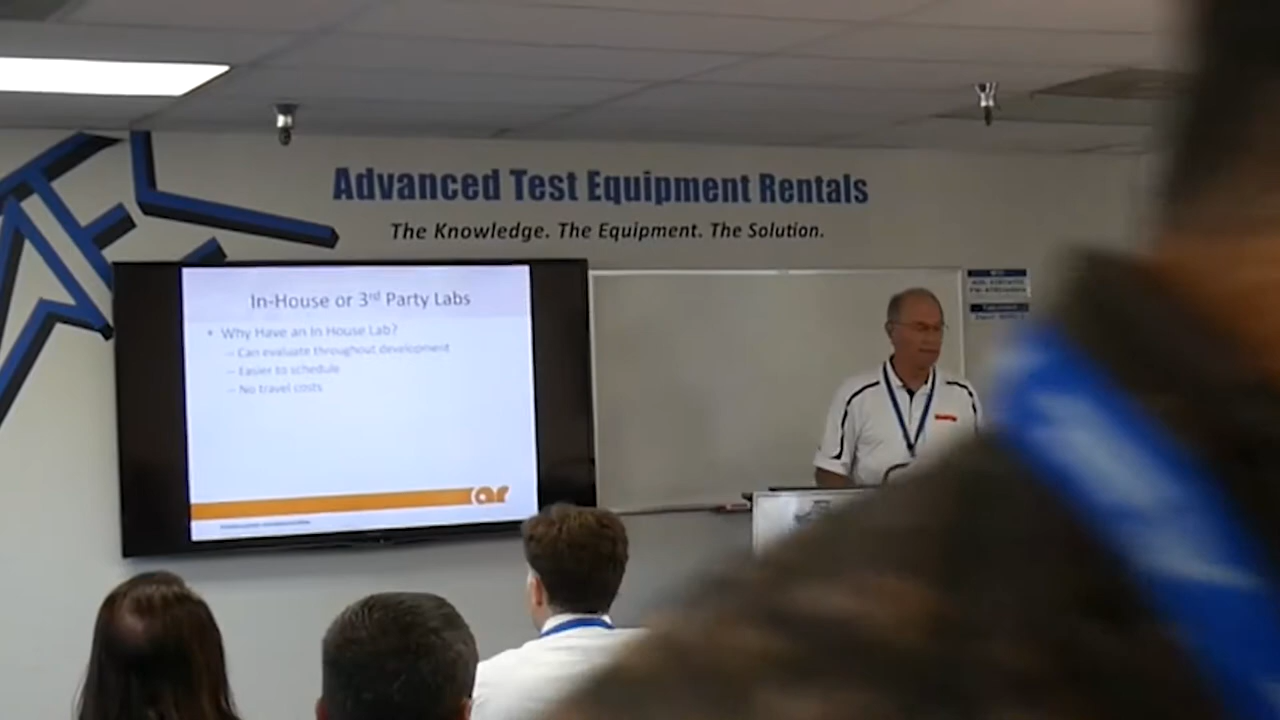 Advanced Test Equipment Rentals
The Knowledge. The Equipment. The Solution.
In-House or 3rd Party Labs
• Why Have an In House Lab?
– Can evaluate throughout development
– Easier to schedule
– No travel costs
ar